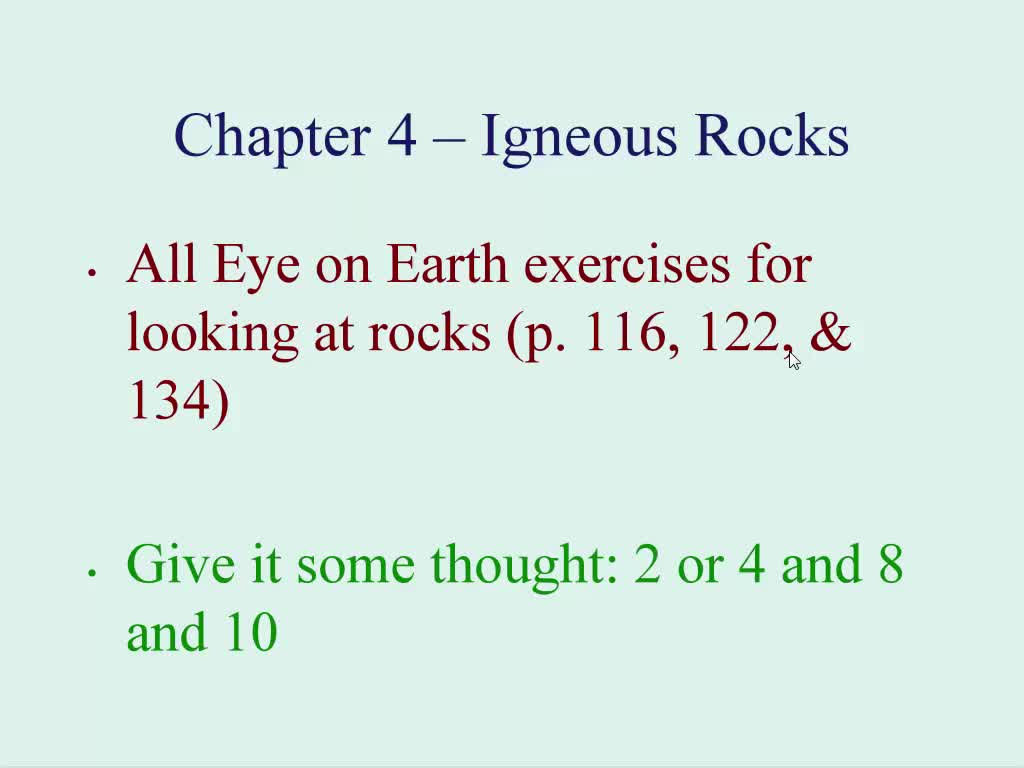 Chapter 4 – Igneous Rocks
• All Eye on Earth exercises for
looking at rocks (p. 116, 122, &
134)
• Give it some thought: 2 or 4 and 8
and 10